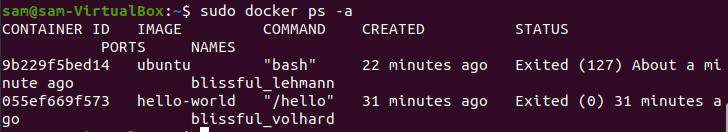 sam@sam-VirtualBox:~$ sudo docker ps -a
CONTAINER ID   IMAGE         COMMAND    CREATED          STATUS
            PORTS     NAMES
9b229f5bed14   ubuntu        "bash"     22 minutes ago   Exited (127) About a mi
nute ago              blissful_lehmann
055ef669f573   hello-world   "/hello"   31 minutes ago   Exited (0) 31 minutes a
go                    blissful_volhard